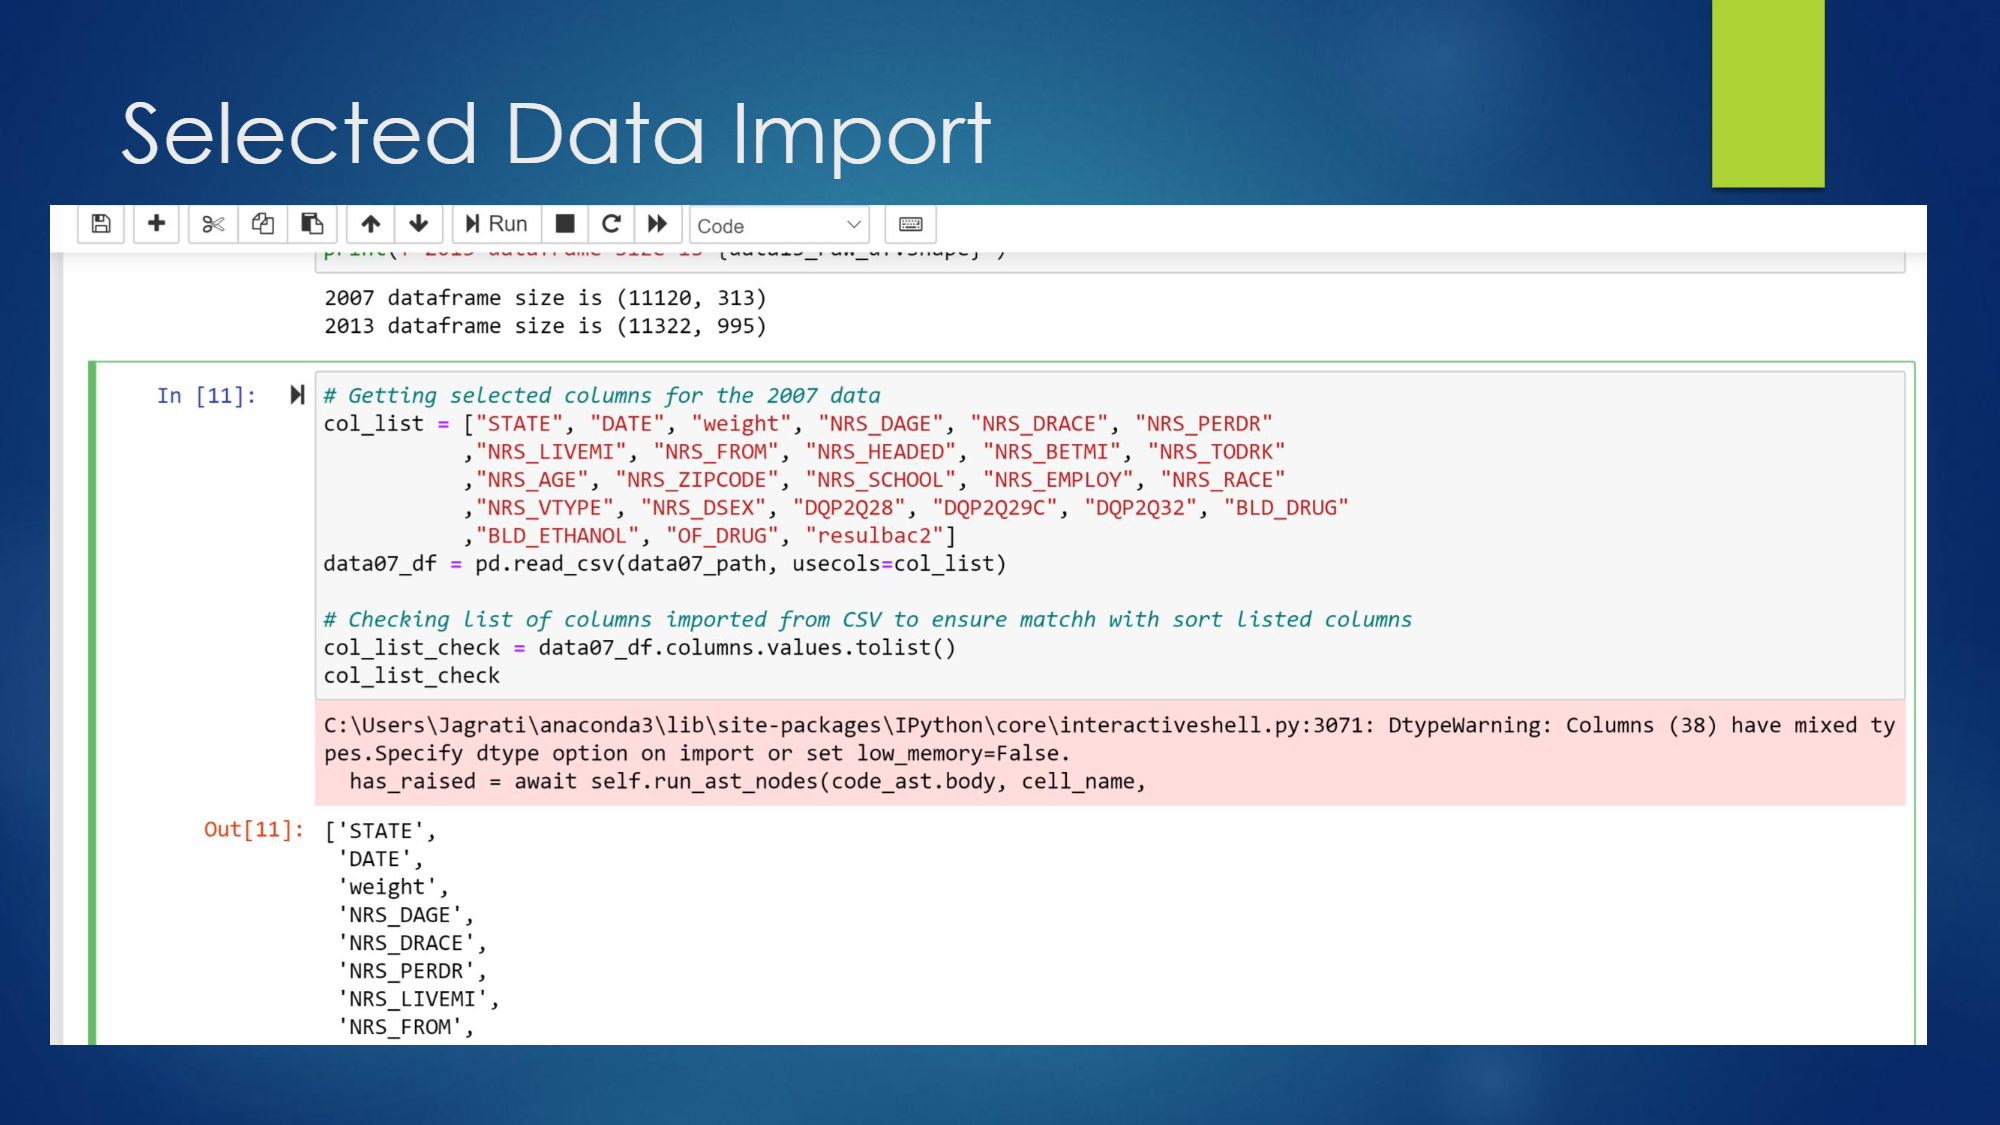 Selected Data Import
Run
Code
2007 dataframe size is (11120, 313)
2013 dataframe size is (11322, 995)
In [11]:
# Getting selected columns for the 2007 data
col_list = ["STATE", "DATE", "weight", "NRS_DAGE", "NRS_DRACE", "NRS_PERDR"
,"NRS_LIVEMI", "NRS_FROM", "NRS_HEADED", "NRS_BETMI", "NRS_TODRK"
,"NRS_AGE", "NRS_ZIPCODE", "NRS_SCHOOL", "NRS_EMPLOY", "NRS_RACE"
,"NRS_VTYPE", "NRS_DSEX", "DQP2Q28", "DQP2Q29C", "DQP2Q32", "BLD_DRUG"
,"BLD_ETHANOL", "OF_DRUG", "resulbac2"]
data07_df = pd.read_csv(data07_path, usecols=col_list)
# Checking list of columns imported from CSV to ensure matchh with sort listed columns
col_list_check = data07_df.columns.values.tolist()
col_list_check
C:\Users\Jagrati\anaconda3\lib\site-packages\IPython\core\interactiveshell.py:3071: DtypeWarning: Columns (38) have mixed ty
pes.Specify dtype option on import or set low_memory=False.
has_raised = await self.run_ast_nodes(code_ast.body, cell_name,
Out[11]: ['STATE',
'DATE',
'weight',
'NRS_DAGE',
'NRS_DRACE',
'NRS_PERDR',
'NRS_LIVEMI',
'NRS_FROM',